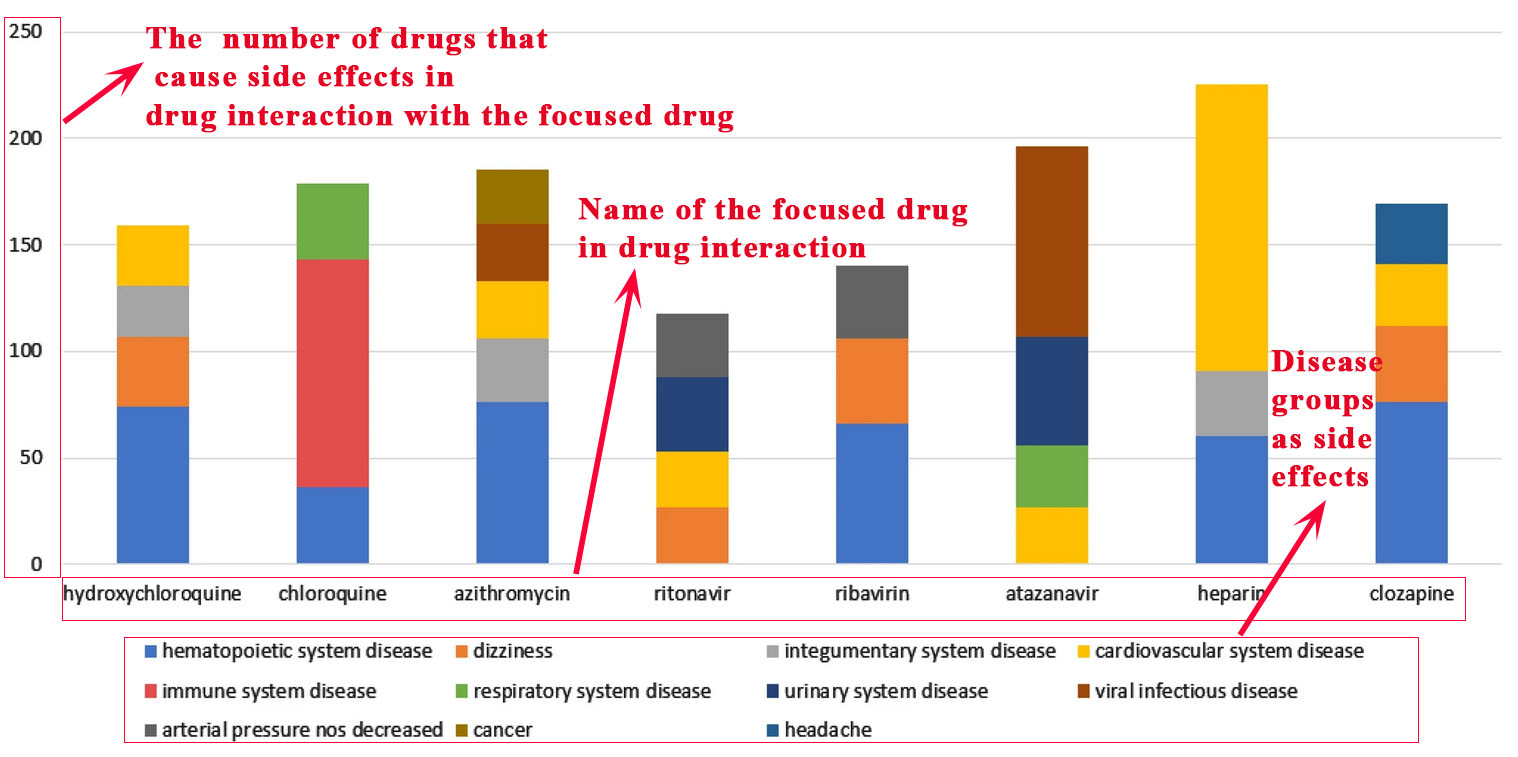 250
The number of drugs that
cause side effects in
drug interaction with the focused drug
200
Name of the focused drug
in drug interaction
150
100
Disease
groups
as side
effects
50
0
hydroxychloroquine chloroquine azithromycin ritonavir ribavirin atazanavir heparin clozapine
hematopoietic system disease dizziness integumentary system disease cardiovascular system disease
immune system disease respiratory system disease urinary system disease viral infectious disease
arterial pressure nos decreased cancer headache